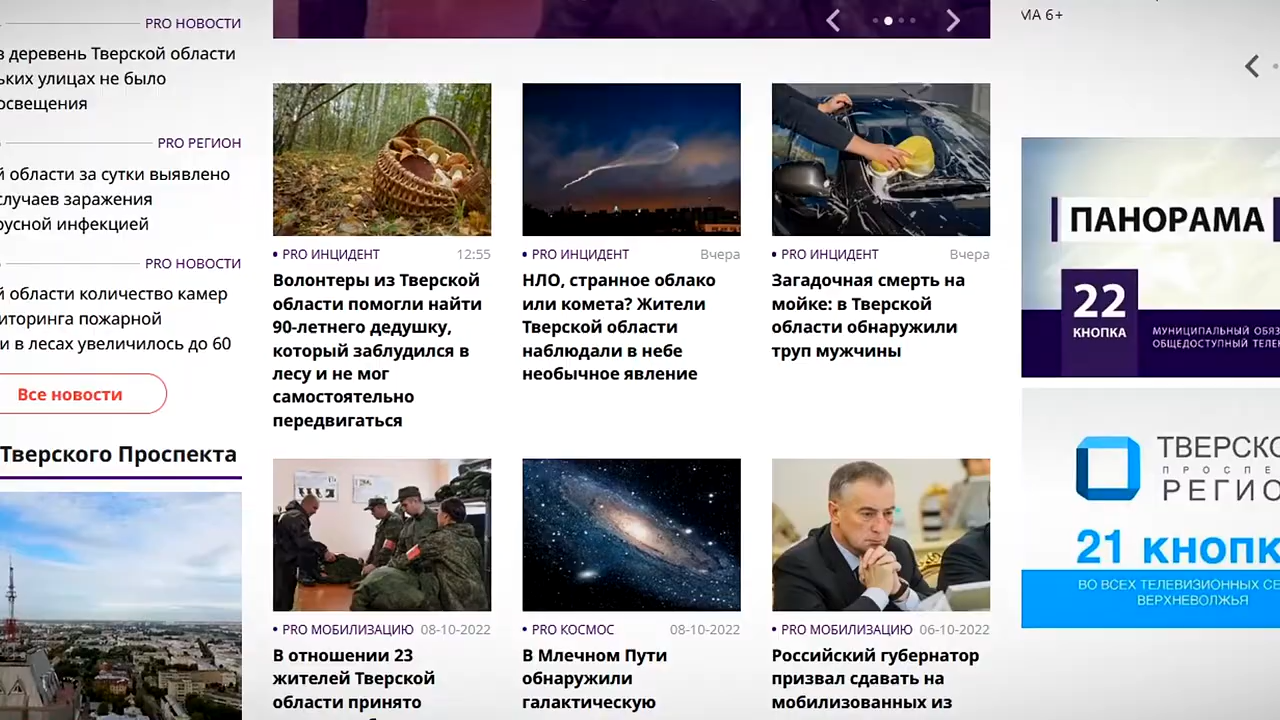 PRO НОВОСТИ
деревень Тверской области
улицах не было
освещения
PRO РЕГИОН
области за сутки выявлено
случаев заражения
инфекцией
PRO НОВОСТИ
области количество камер
пожарной
и в лесах увеличилось до 60
Все новости
Тверского Проспекта
PRO ИНЦИДЕНТ 12:55
Волонтеры из Тверской
области помогли найти
90-летнего дедушку,
который заблудился в
лесу и не мог
самостоятельно
передвигаться
PRO ИНЦИДЕНТ Вчера
НЛО, странное облако
или комета? Жители
Тверской области
наблюдали в небе
необычное явление
PRO ИНЦИДЕНТ Вчера
Загадочная смерть на
мойке: в Тверской
области обнаружили
труп мужчины
PRO МОБИЛИЗАЦИЮ 08-10-2022
В отношении 23
жителей Тверской
области принято
PRO КОСМОС 08-10-2022
В Млечном Пути
обнаружили
галактическую
PRO МОБИЛИЗАЦИЮ 06-10-2022
Российский губернатор
призвал сдавать на
мобилизованных из
6+
ПАНОРАМА
22
КНОПКА
МУНИЦИПАЛЬНЫЙ
ОБЩЕДОСТУПНЫЙ
ТВЕРСКО
ПРОСПЕ
РЕГИО
21 КНОПК
ВО ВСЕХ ТЕЛЕВИЗИОННЫХ СЕ
ВЕРХНЕВОЛЖЬЯ